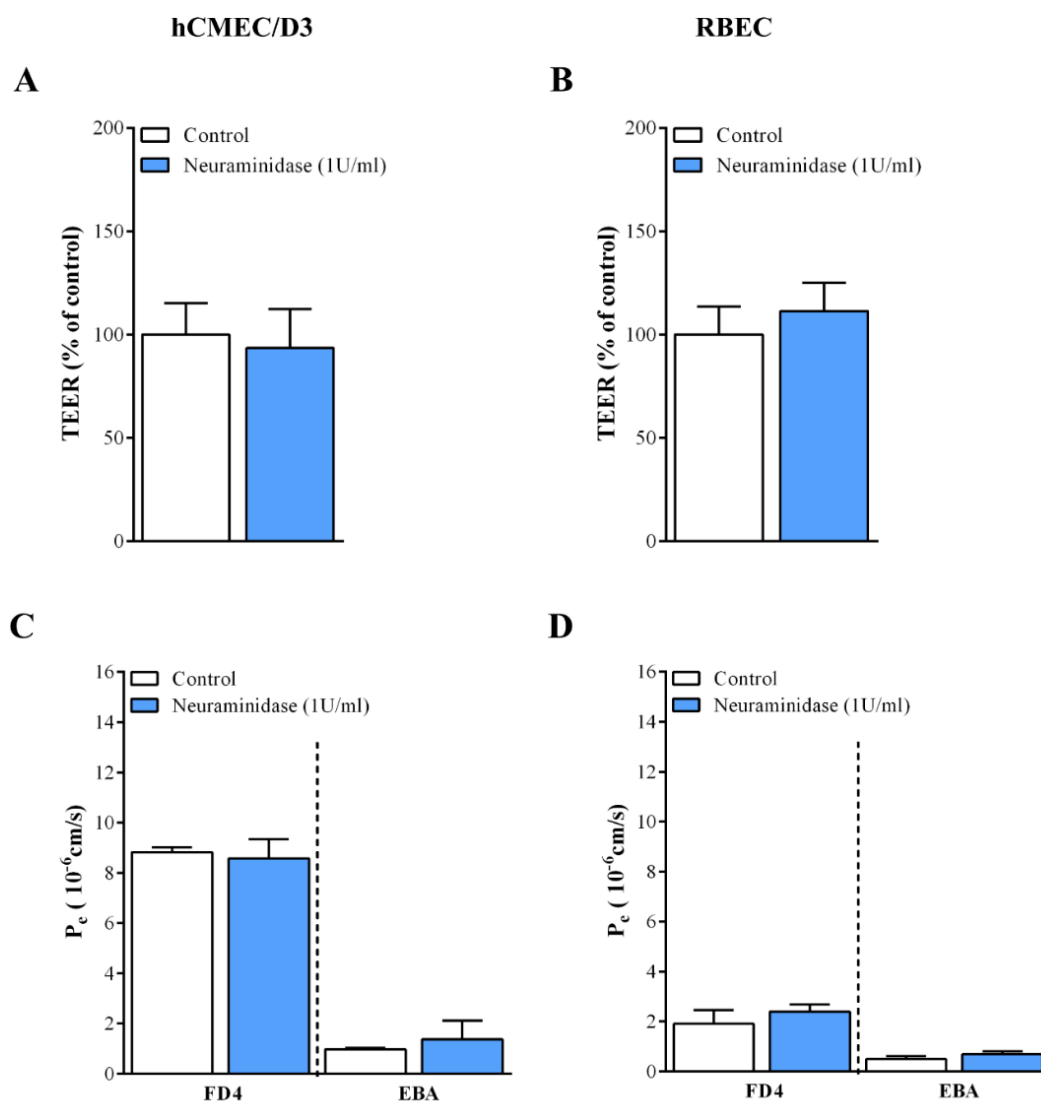 hCMEC/D3
RBEC
A
B
200
150
100
50
0
TEER (% of control)
Control
Neuraminidase (1U/ml)
200
150
100
50
0
TEER (% of control)
Control
Neuraminidase (1U/ml)
C
D
16
14
12
10
8
6
4
2
0
Pe ( 10-6cm/s)
Control
Neuraminidase (1U/ml)
FD4
EBA
16
14
12
10
8
6
4
2
0
Pe ( 10-6cm/s)
Control
Neuraminidase (1U/ml)
FD4
EBA